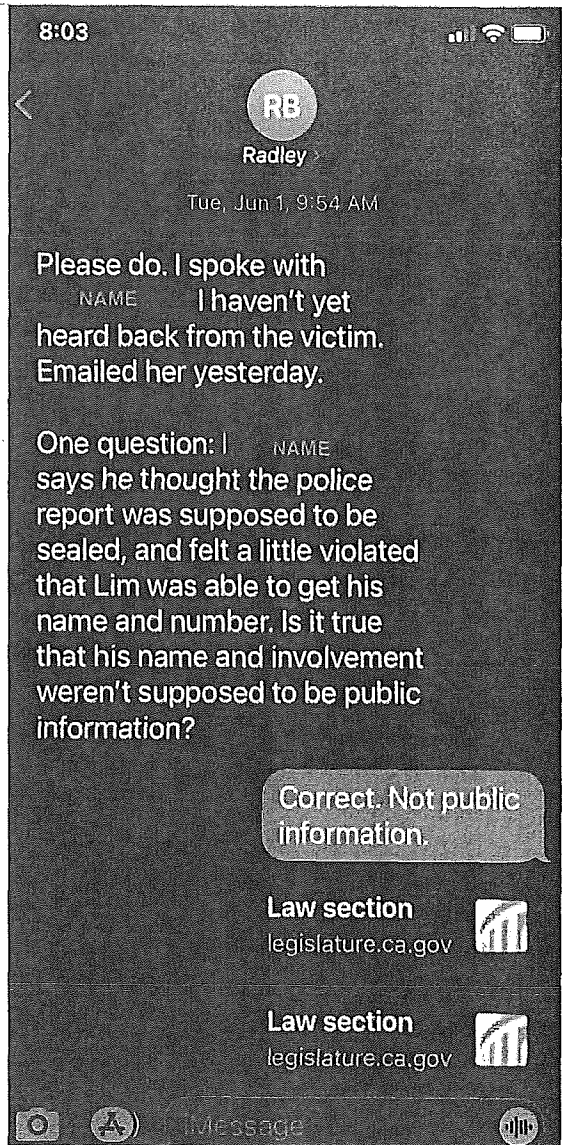 8:03
RB
Radley >
Tue, Jun 1, 9:54 AM
Please do. I spoke with
NAME I haven't yet
heard back from the victim.
Emailed her yesterday.
One question: I NAME
says he thought the police
report was supposed to be
sealed, and felt a little violated
that Lim was able to get his
name and number. Is it true
that his name and involvement
weren't supposed to be public
information?
Correct. Not public
information.
Law section
legislature.ca.gov
Law section
legislature.ca.gov
iMessage